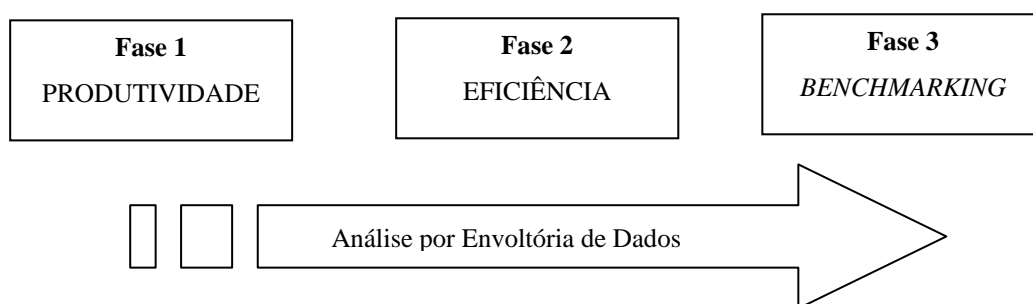 Fase 1
PRODUTIVIDADE
Fase 2
EFICIÊNCIA
Fase 3
BENCHMARKING
Análise por Envoltória de Dados